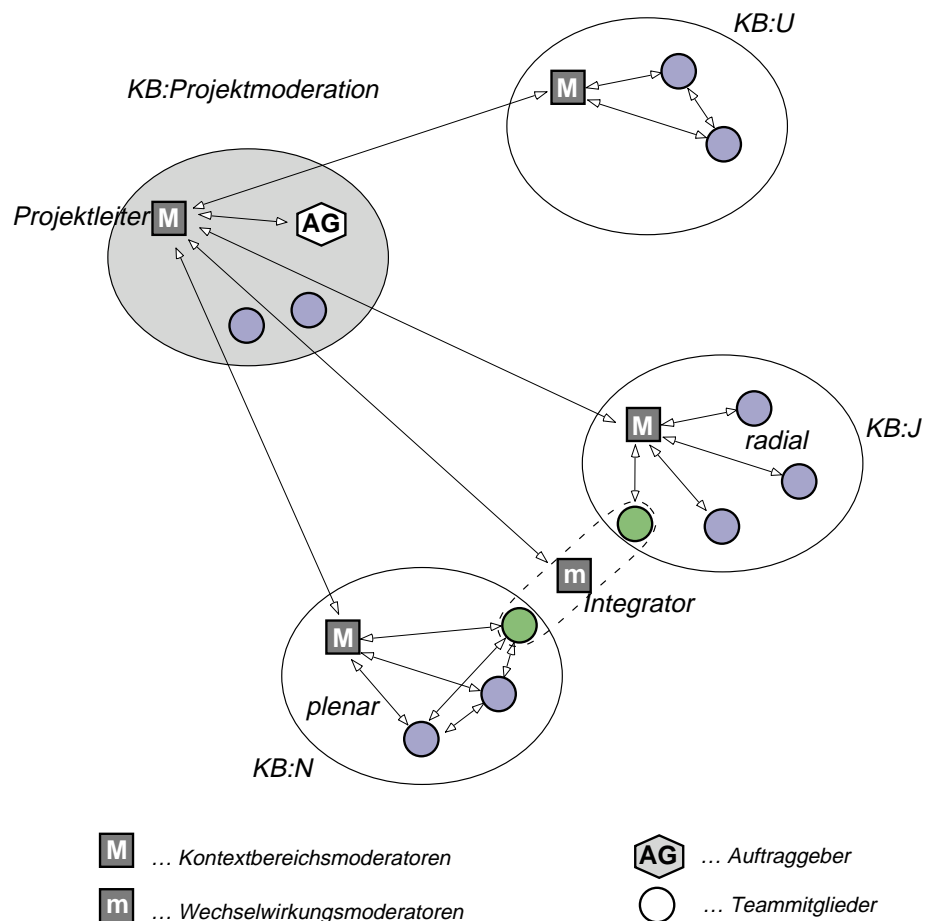 KB:U
KB:Projektmoderation
M
Projektleiter
M
AG
M
radial
KB:J
m
Integrator
M
plenar
KB:N
M … Kontextbereichsmoderatoren
AG … Auftraggeber
m … Wechselwirkungsmoderatoren
… Teammitglieder